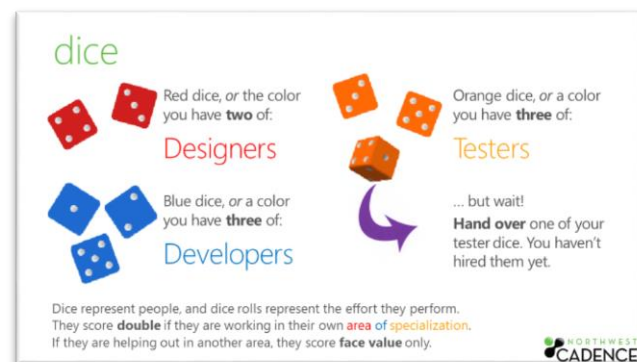 dice
Red dice, or the color
you have two of:
Designers
Blue dice, or a color
you have three of:
Developers
Orange dice, or a color
you have three of:
Testers
... but wait!
Hand over one of your
tester dice. You haven't
hired them yet.
Dice represent people, and dice rolls represent the effort they perform.
They score double if they are working in their own area of specialization.
If they are helping out in another area, they score face value only.
NORTHWEST
CADENCE